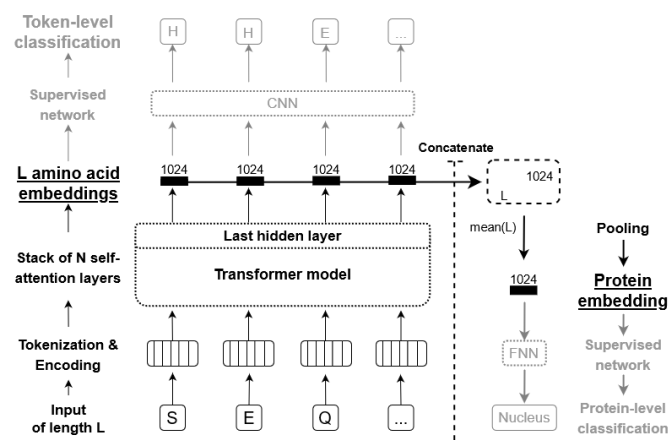 Token-level
classification
H
H
E
...
Supervised
network
CNN
L amino acid
embeddings
1024
1024
1024
1024
Concatenate
1024
L
Last hidden layer
Transformer model
Stack of N self-
attention layers
mean(L)
Pooling
1024
Protein
embedding
Tokenization &
Encoding
FNN
Supervised
network
Input
of length L
S
E
Q
...
Nucleus
Protein-level
classification